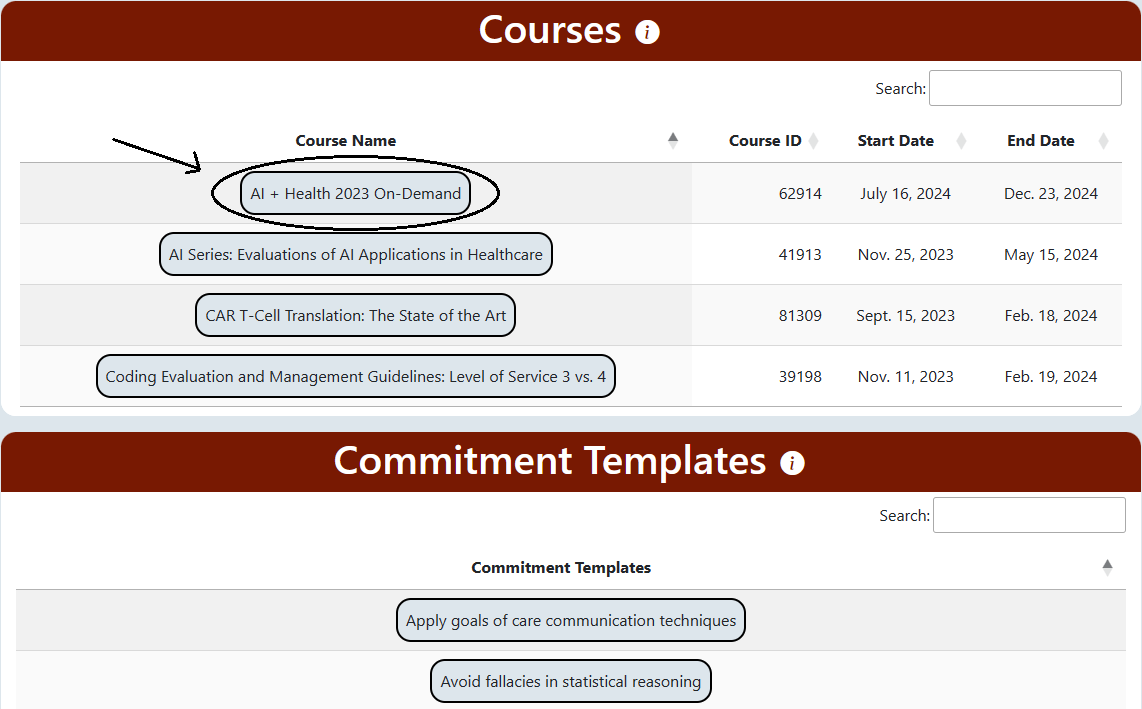 Courses i
Search:
Course Name Course ID Start Date End Date
AI + Health 2023 On-Demand 62914 July 16, 2024 Dec. 23, 2024
AI Series: Evaluations of AI Applications in Healthcare 41913 Nov. 25, 2023 May 15, 2024
CAR T-Cell Translation: The State of the Art 81309 Sept. 15, 2023 Feb. 18, 2024
Coding Evaluation and Management Guidelines: Level of Service 3 vs. 4 39198 Nov. 11, 2023 Feb. 19, 2024
Commitment Templates i
Search:
Commitment Templates
Apply goals of care communication techniques
Avoid fallacies in statistical reasoning